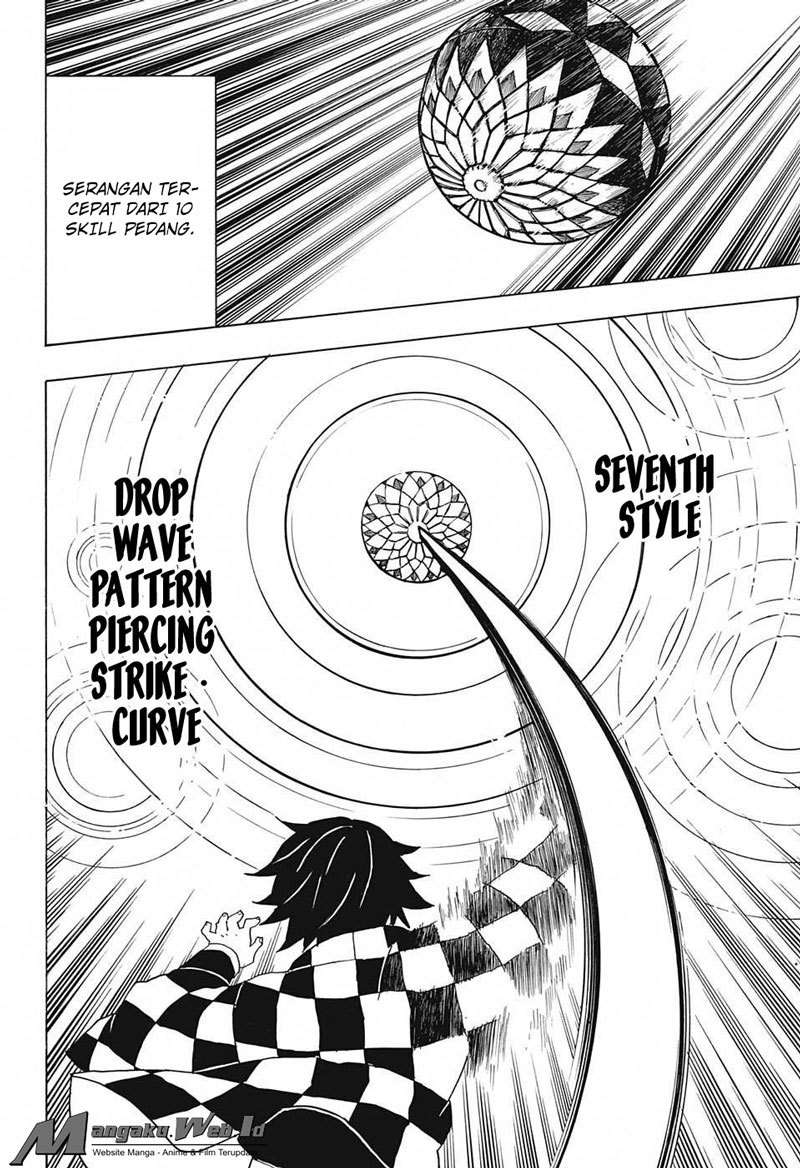 SERANGAN TER-
CEPAT DARI 10
SKILL PEDANG.
SEVENTH
STYLE
DROP
WAVE
PATTERN
PIERCING
STRIKE ·
CURVE
Mangaku.Web.Id
Website Manga - Anime & Film Terupdate